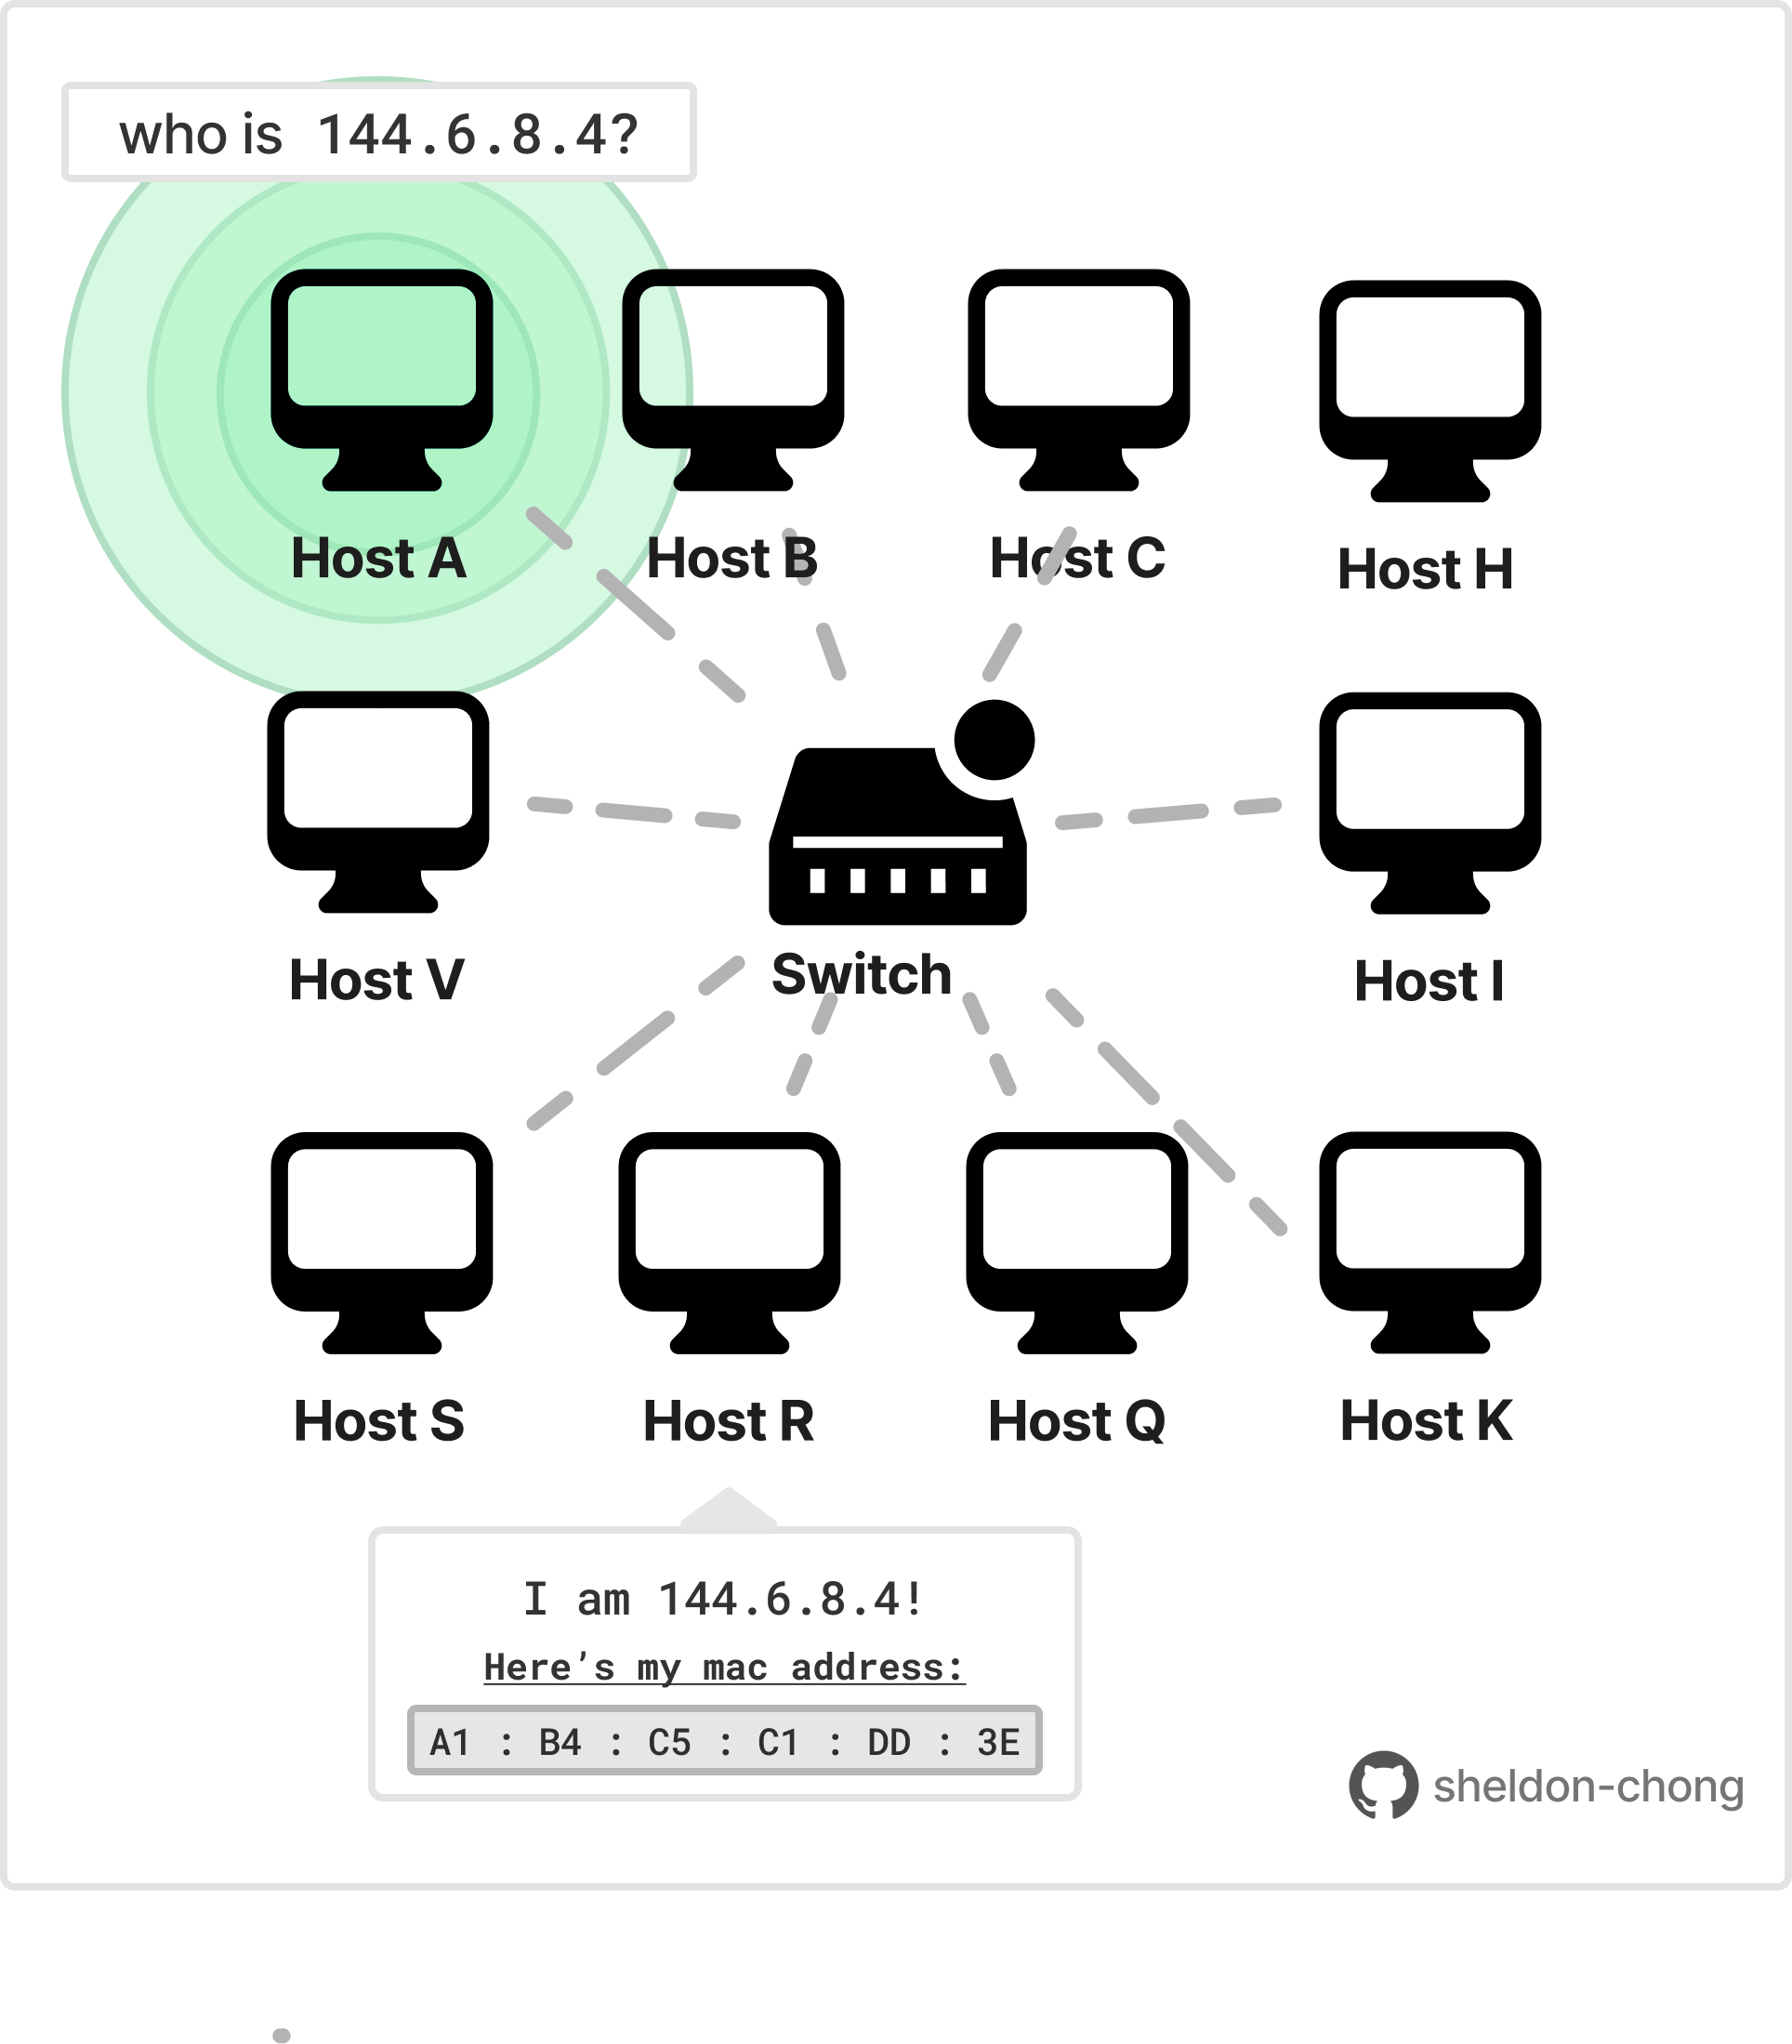 who is 144.6.8.4?
Host A
Host B
Host C
Host H
Host V
Switch
Host I
Host S
Host R
Host Q
Host K
I am 144.6.8.4!
Here's my mac address:
A1 : B4 : C5 : C1 : DD : 3E
sheldon-chong